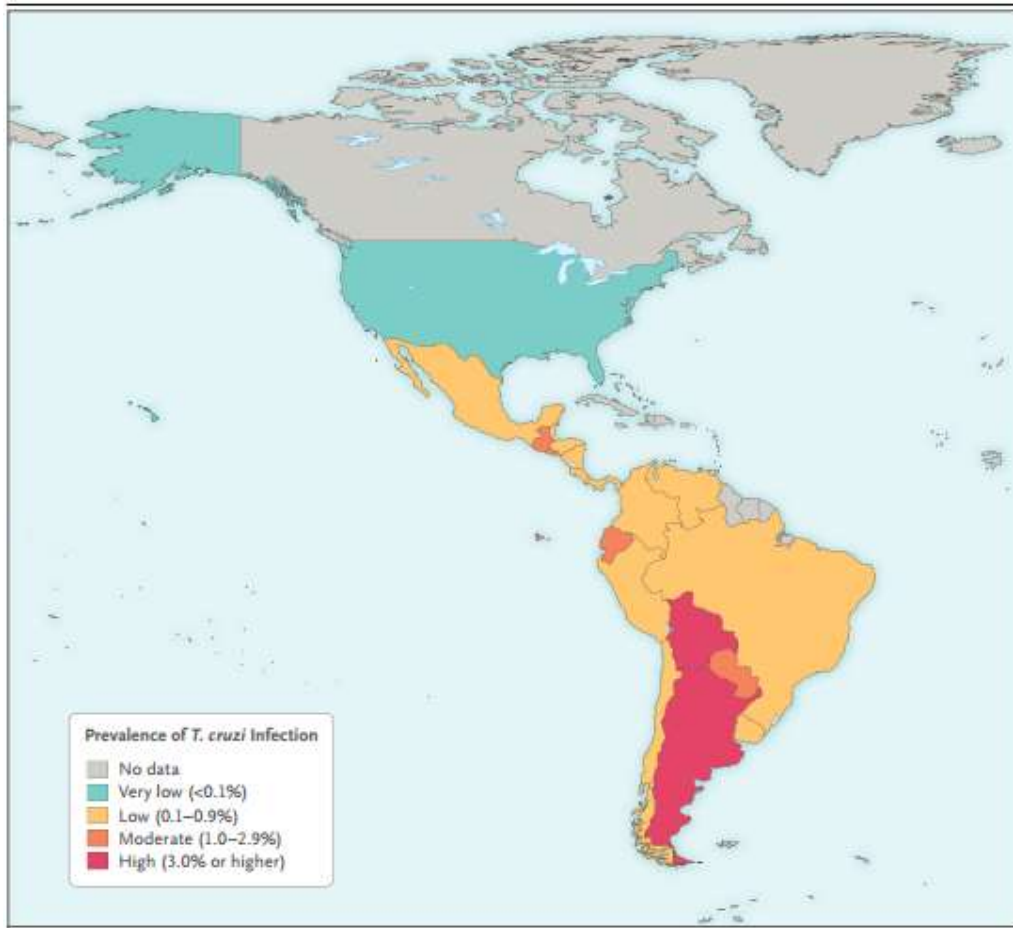 Prevalence of T. cruzi Infection
No data
Very low (<0.1%)
Low (0.1–0.9%)
Moderate (1.0–2.9%)
High (3.0% or higher)